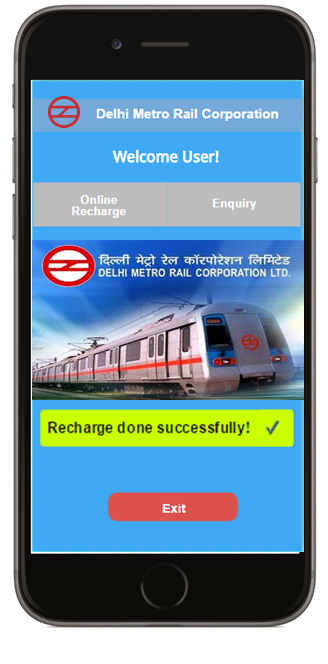 Delhi Metro Rail Corporation
Welcome User!
Online
Recharge
Enquiry
दिल्ली मेट्रो रेल कॉरपोरेशन लिमिटेड
DELHI METRO RAIL CORPORATION LTD.
Recharge done successfully!
Exit